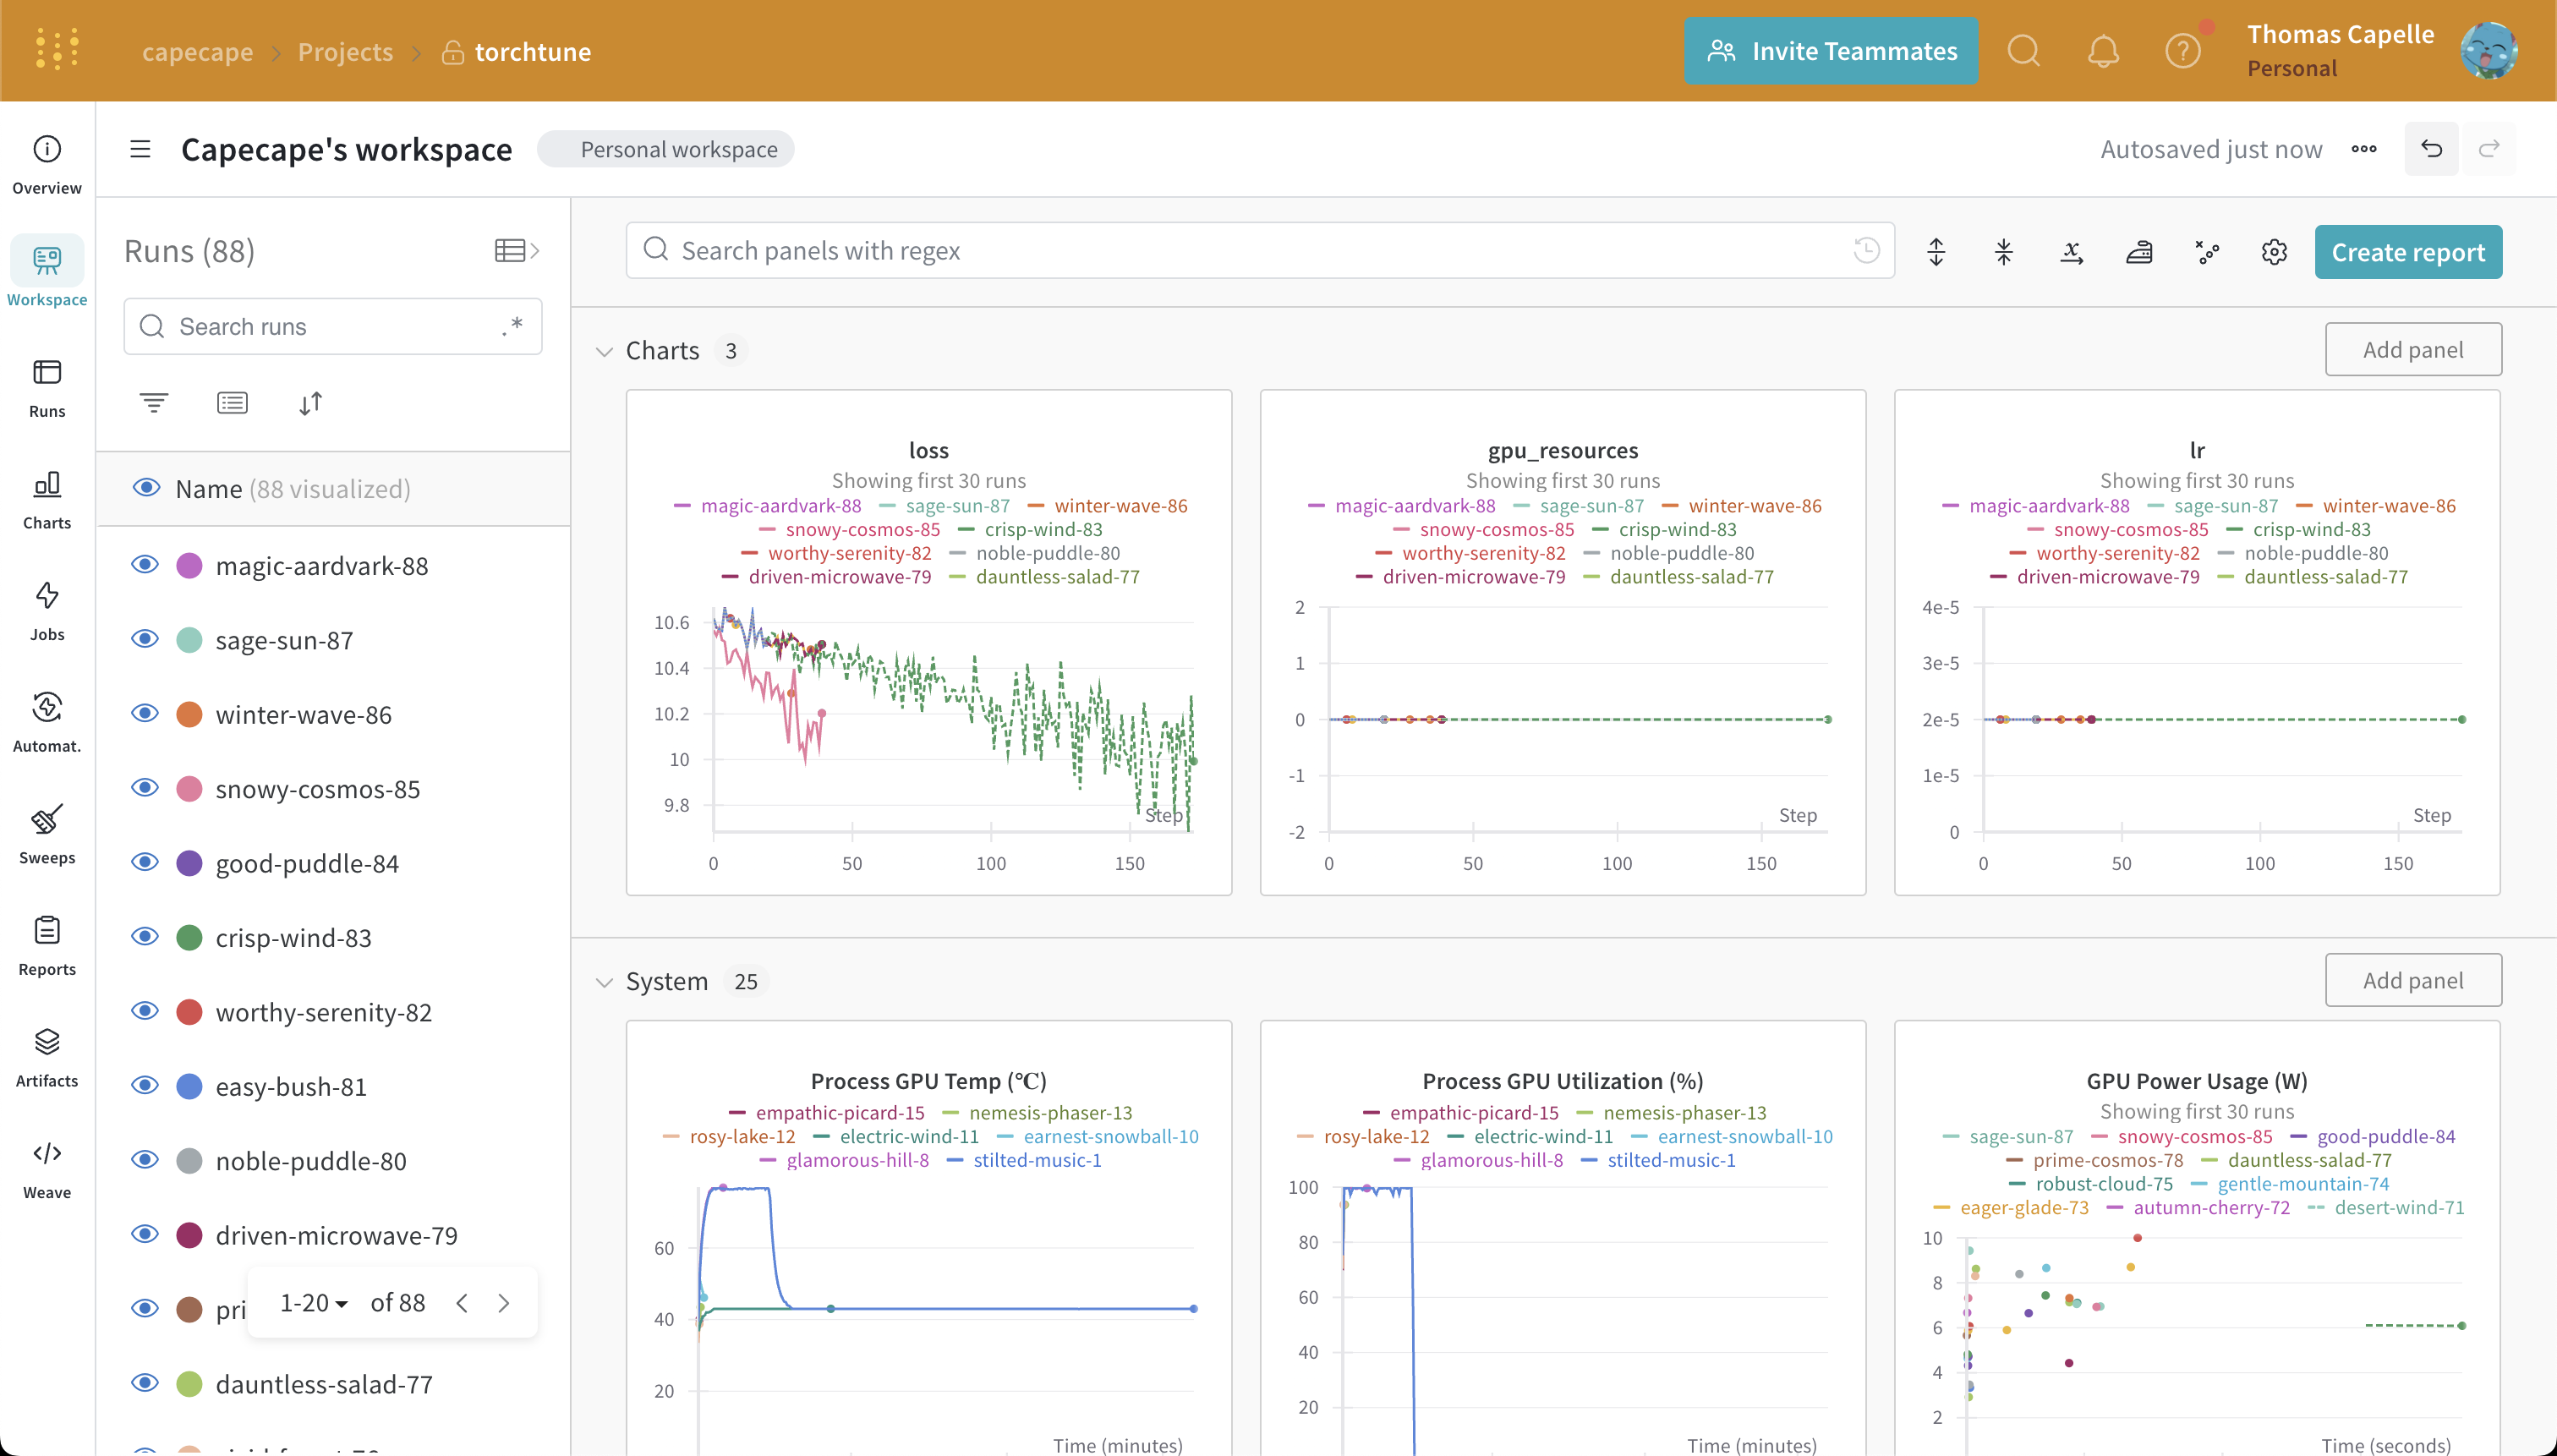 capecape > Projects > torchtune
Invite Teammates
Thomas Capelle
Personal
Overview
Workspace
Runs
Charts
Jobs
Automat.
Sweeps
Reports
Artifacts
Weave
Capecape's workspace
Personal workspace
Autosaved just now
Runs (88)
Search runs
.*
Name (88 visualized)
magic-aardvark-88
sage-sun-87
winter-wave-86
snowy-cosmos-85
good-puddle-84
crisp-wind-83
worthy-serenity-82
easy-bush-81
noble-puddle-80
driven-microwave-79
pri
1-20 of 88
dauntless-salad-77
Search panels with regex
Create report
Charts 3
Add panel
loss
Showing first 30 runs
magic-aardvark-88 sage-sun-87 winter-wave-86
snowy-cosmos-85 crisp-wind-83
worthy-serenity-82 noble-puddle-80
driven-microwave-79 dauntless-salad-77
10.6
10.4
10.2
10
9.8
Step
0 50 100 150
gpu_resources
Showing first 30 runs
magic-aardvark-88 sage-sun-87 winter-wave-86
snowy-cosmos-85 crisp-wind-83
worthy-serenity-82 noble-puddle-80
driven-microwave-79 dauntless-salad-77
2
1
0
-1
-2
Step
0 50 100 150
lr
Showing first 30 runs
magic-aardvark-88 sage-sun-87 winter-wave-86
snowy-cosmos-85 crisp-wind-83
worthy-serenity-82 noble-puddle-80
driven-microwave-79 dauntless-salad-77
4e-5
3e-5
2e-5
1e-5
0
Step
0 50 100 150
System 25
Add panel
Process GPU Temp (℃)
empathic-picard-15 nemesis-phaser-13
rosy-lake-12 electric-wind-11 earnest-snowball-10
glamorous-hill-8 stilted-music-1
60
40
20
Time (minutes)
Process GPU Utilization (%)
empathic-picard-15 nemesis-phaser-13
rosy-lake-12 electric-wind-11 earnest-snowball-10
glamorous-hill-8 stilted-music-1
100
80
60
40
20
Time (minutes)
GPU Power Usage (W)
Showing first 30 runs
sage-sun-87 snowy-cosmos-85 good-puddle-84
prime-cosmos-78 dauntless-salad-77
robust-cloud-75 gentle-mountain-74
eager-glade-73 autumn-cherry-72 desert-wind-71
10
8
6
4
2
Time (seconds)